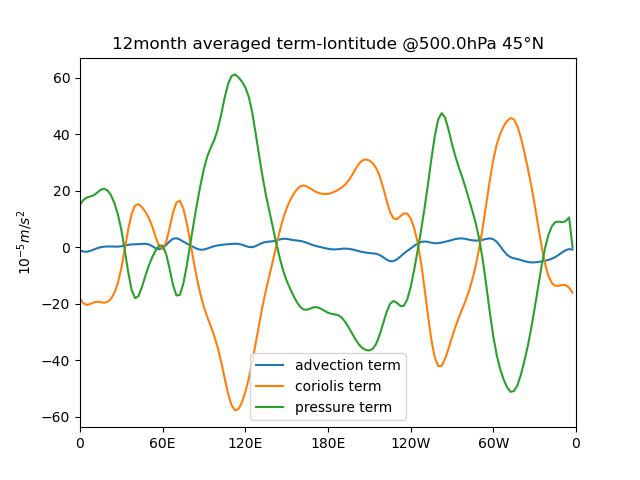 12month averaged term-lontitude @500.0hPa 45°N
10⁻⁵m/s²
60
40
20
0
−20
−40
−60
advection term
coriolis term
pressure term
0 60E 120E 180E 120W 60W 0